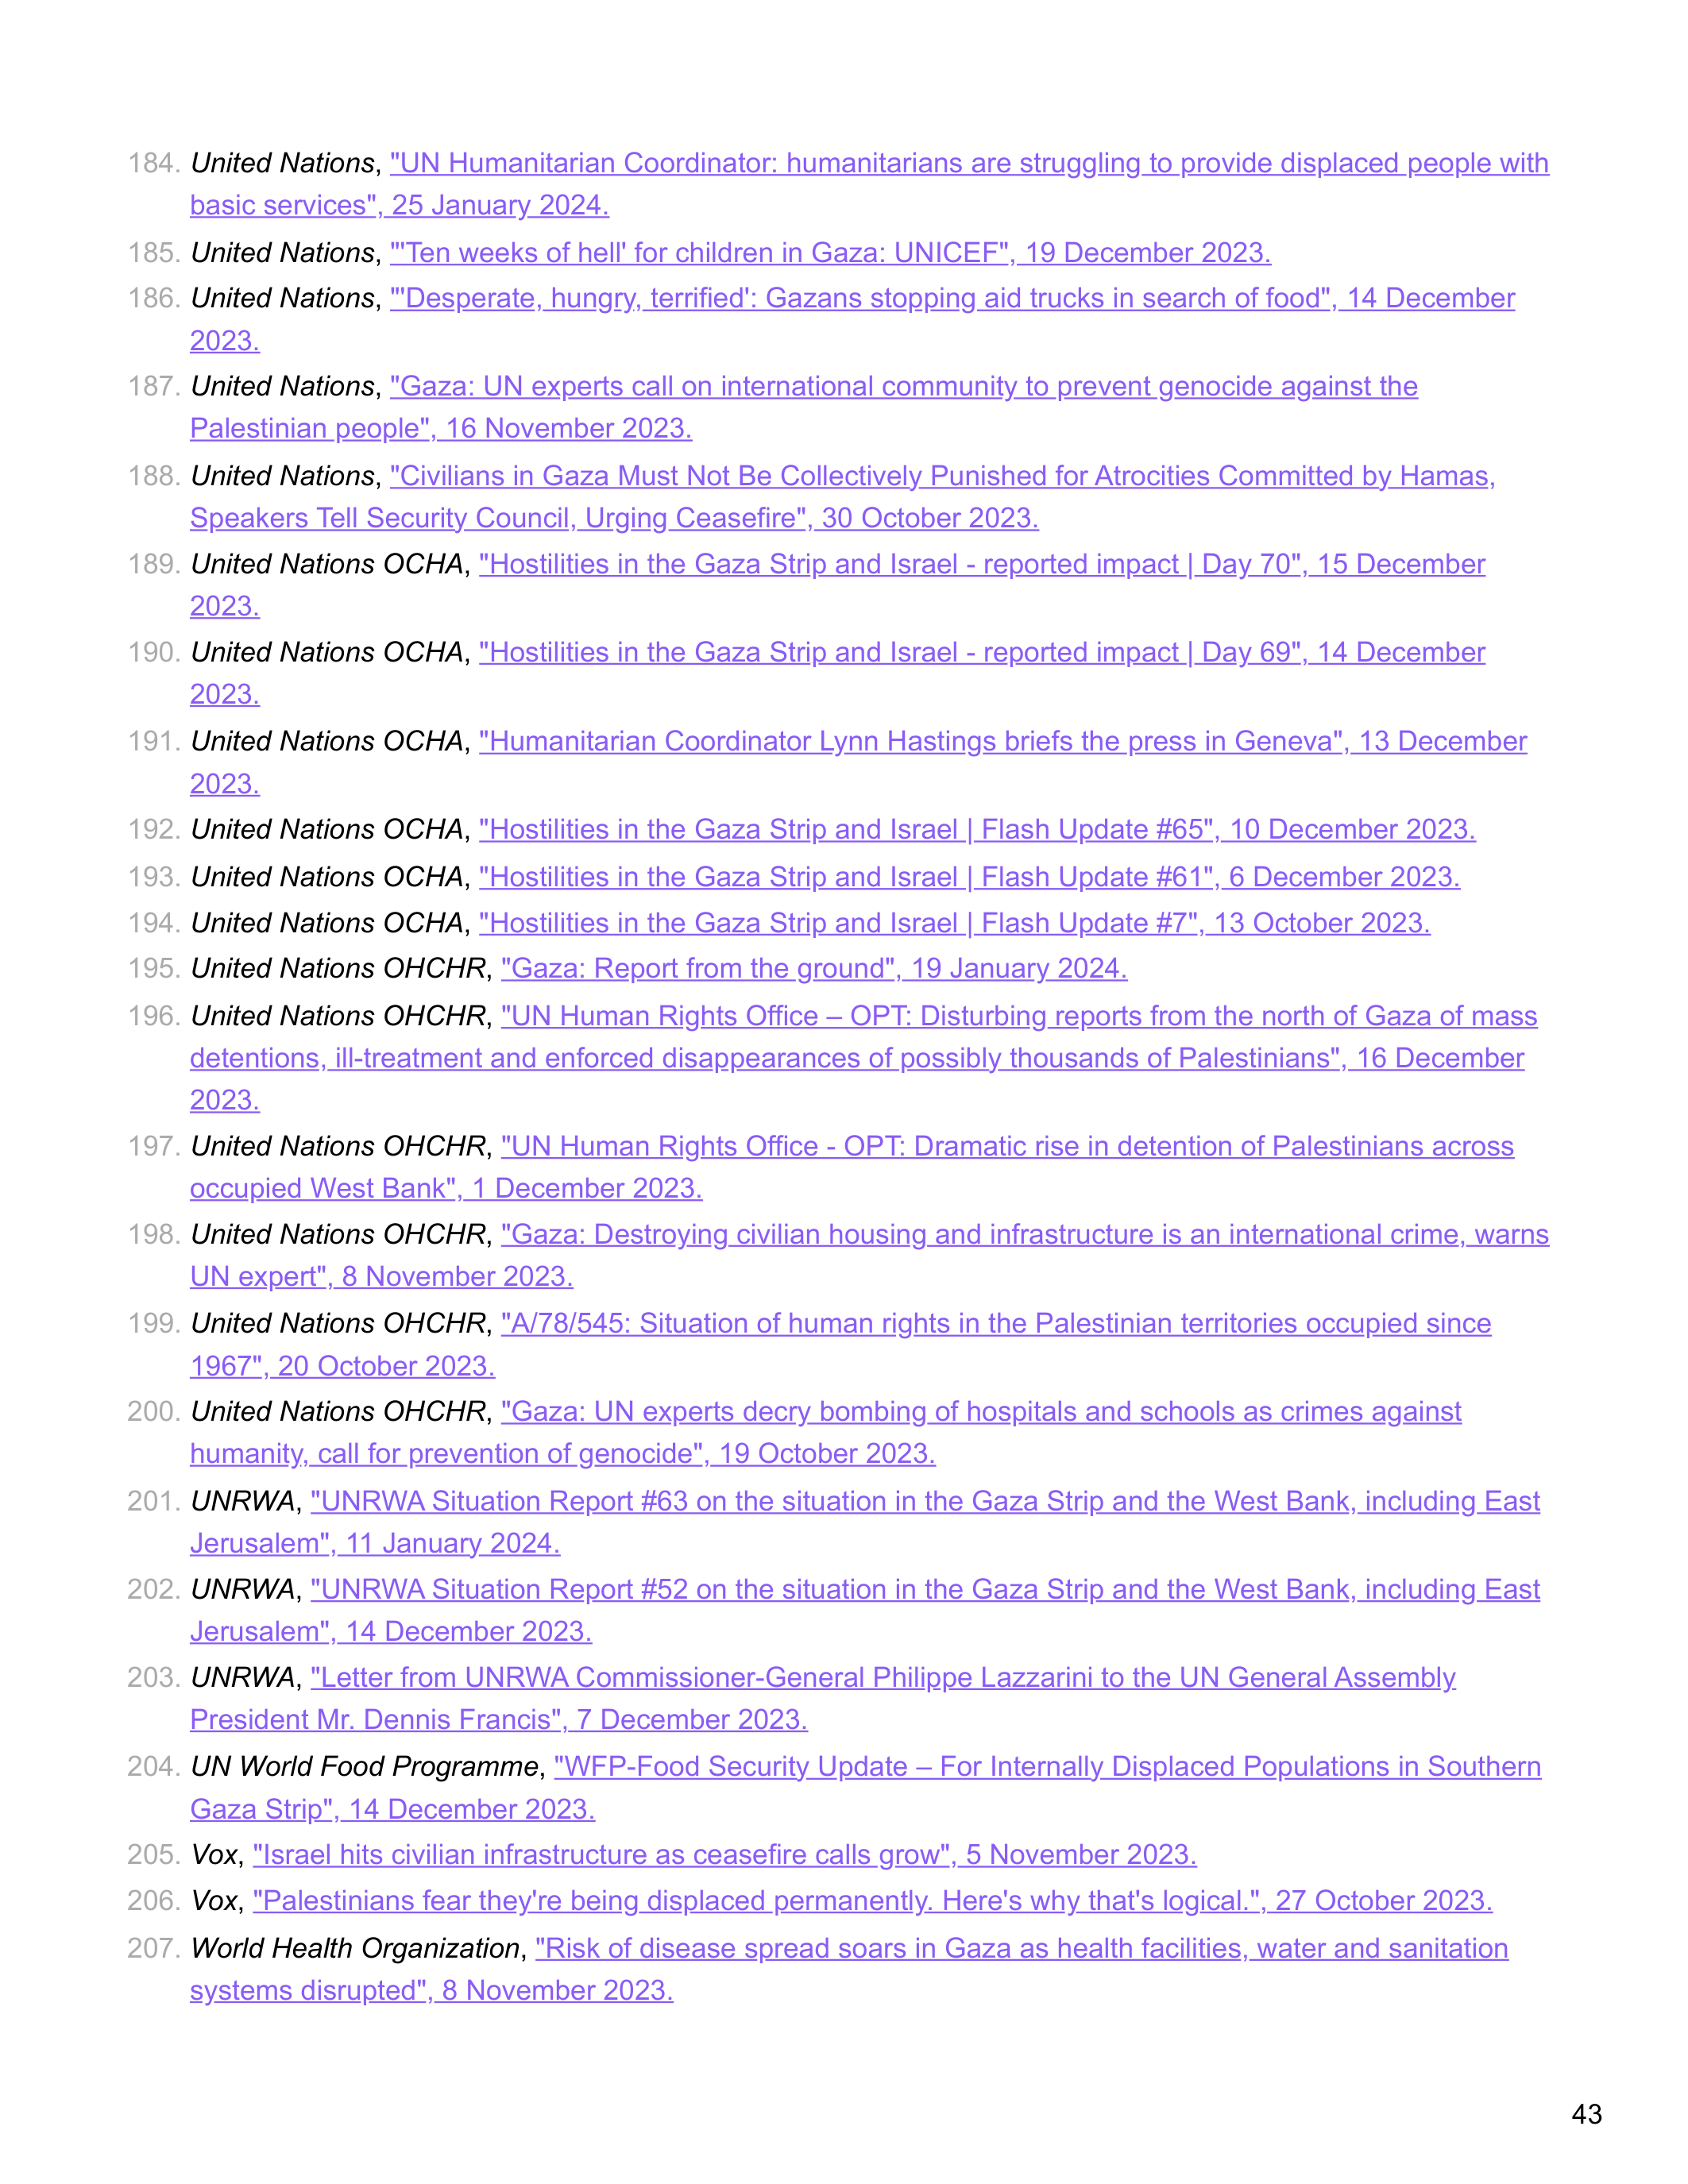 184. United Nations, "UN Humanitarian Coordinator: humanitarians are struggling to provide displaced people with
basic services", 25 January 2024.
185. United Nations, "'Ten weeks of hell' for children in Gaza: UNICEF", 19 December 2023.
186. United Nations, "'Desperate, hungry, terrified': Gazans stopping aid trucks in search of food", 14 December
2023.
187. United Nations, "Gaza: UN experts call on international community to prevent genocide against the
Palestinian people", 16 November 2023.
188. United Nations, "Civilians in Gaza Must Not Be Collectively Punished for Atrocities Committed by Hamas,
Speakers Tell Security Council, Urging Ceasefire", 30 October 2023.
189. United Nations OCHA, "Hostilities in the Gaza Strip and Israel - reported impact | Day 70", 15 December
2023.
190. United Nations OCHA, "Hostilities in the Gaza Strip and Israel - reported impact | Day 69", 14 December
2023.
191. United Nations OCHA, "Humanitarian Coordinator Lynn Hastings briefs the press in Geneva", 13 December
2023.
192. United Nations OCHA, "Hostilities in the Gaza Strip and Israel | Flash Update #65", 10 December 2023.
193. United Nations OCHA, "Hostilities in the Gaza Strip and Israel | Flash Update #61", 6 December 2023.
194. United Nations OCHA, "Hostilities in the Gaza Strip and Israel | Flash Update #7", 13 October 2023.
195. United Nations OHCHR, "Gaza: Report from the ground", 19 January 2024.
196. United Nations OHCHR, "UN Human Rights Office – OPT: Disturbing reports from the north of Gaza of mass
detentions, ill-treatment and enforced disappearances of possibly thousands of Palestinians", 16 December
2023.
197. United Nations OHCHR, "UN Human Rights Office - OPT: Dramatic rise in detention of Palestinians across
occupied West Bank", 1 December 2023.
198. United Nations OHCHR, "Gaza: Destroying civilian housing and infrastructure is an international crime, warns
UN expert", 8 November 2023.
199. United Nations OHCHR, "A/78/545: Situation of human rights in the Palestinian territories occupied since
1967", 20 October 2023.
200. United Nations OHCHR, "Gaza: UN experts decry bombing of hospitals and schools as crimes against
humanity, call for prevention of genocide", 19 October 2023.
201. UNRWA, "UNRWA Situation Report #63 on the situation in the Gaza Strip and the West Bank, including East
Jerusalem", 11 January 2024.
202. UNRWA, "UNRWA Situation Report #52 on the situation in the Gaza Strip and the West Bank, including East
Jerusalem", 14 December 2023.
203. UNRWA, "Letter from UNRWA Commissioner-General Philippe Lazzarini to the UN General Assembly
President Mr. Dennis Francis", 7 December 2023.
204. UN World Food Programme, "WFP-Food Security Update – For Internally Displaced Populations in Southern
Gaza Strip", 14 December 2023.
205. Vox, "Israel hits civilian infrastructure as ceasefire calls grow", 5 November 2023.
206. Vox, "Palestinians fear they're being displaced permanently. Here's why that's logical.", 27 October 2023.
207. World Health Organization, "Risk of disease spread soars in Gaza as health facilities, water and sanitation
systems disrupted", 8 November 2023.
43